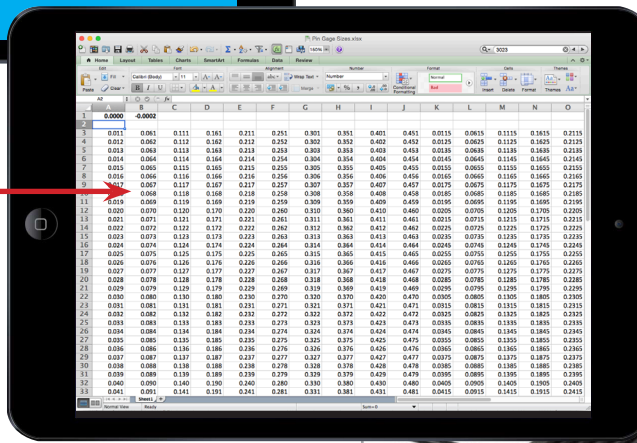 Pin Gage Sizes.xlsx
160%
3023
Home Layout Tables Charts SmartArt Formulas Data Review
Edit Font Alignment Number Format Cells Themes
Fill Calibri (Body) 11 abc Wrap Text Number Normal
Paste Clear B I U Merge Conditional Formatting Bad Insert Delete Format Themes Aa
A2 fx
A B C D E F G H I J K L M N O
1 0.0000 -0.0002
2
3 0.011 0.061 0.111 0.161 0.211 0.251 0.301 0.351 0.401 0.451 0.0115 0.0615 0.1115 0.1615 0.2115
4 0.012 0.062 0.112 0.162 0.212 0.252 0.302 0.352 0.402 0.452 0.0125 0.0625 0.1125 0.1625 0.2125
5 0.013 0.063 0.113 0.163 0.213 0.253 0.303 0.353 0.403 0.453 0.0135 0.0635 0.1135 0.1635 0.2135
6 0.014 0.064 0.114 0.164 0.214 0.254 0.304 0.354 0.404 0.454 0.0145 0.0645 0.1145 0.1645 0.2145
7 0.015 0.065 0.115 0.165 0.215 0.255 0.305 0.355 0.405 0.455 0.0155 0.0655 0.1155 0.1655 0.2155
8 0.016 0.066 0.116 0.166 0.216 0.256 0.306 0.356 0.406 0.456 0.0165 0.0665 0.1165 0.1665 0.2165
9 0.017 0.067 0.117 0.167 0.217 0.257 0.307 0.357 0.407 0.457 0.0175 0.0675 0.1175 0.1675 0.2175
0.068 0.118 0.168 0.218 0.258 0.308 0.358 0.408 0.458 0.0185 0.0685 0.1185 0.1685 0.2185
11 0.019 0.069 0.119 0.169 0.219 0.259 0.309 0.359 0.409 0.459 0.0195 0.0695 0.1195 0.1695 0.2195
12 0.020 0.070 0.120 0.170 0.220 0.260 0.310 0.360 0.410 0.460 0.0205 0.0705 0.1205 0.1705 0.2205
13 0.021 0.071 0.121 0.171 0.221 0.261 0.311 0.361 0.411 0.461 0.0215 0.0715 0.1215 0.1715 0.2215
14 0.022 0.072 0.122 0.172 0.222 0.262 0.312 0.362 0.412 0.462 0.0225 0.0725 0.1225 0.1725 0.2225
15 0.023 0.073 0.123 0.173 0.223 0.263 0.313 0.363 0.413 0.463 0.0235 0.0735 0.1235 0.1735 0.2235
16 0.024 0.074 0.124 0.174 0.224 0.264 0.314 0.364 0.414 0.464 0.0245 0.0745 0.1245 0.1745 0.2245
17 0.025 0.075 0.125 0.175 0.225 0.265 0.315 0.365 0.415 0.465 0.0255 0.0755 0.1255 0.1755 0.2255
18 0.026 0.076 0.126 0.176 0.226 0.266 0.316 0.366 0.416 0.466 0.0265 0.0765 0.1265 0.1765 0.2265
19 0.027 0.077 0.127 0.177 0.227 0.267 0.317 0.367 0.417 0.467 0.0275 0.0775 0.1275 0.1775 0.2275
20 0.028 0.078 0.128 0.178 0.228 0.268 0.318 0.368 0.418 0.468 0.0285 0.0785 0.1285 0.1785 0.2285
21 0.029 0.079 0.129 0.179 0.229 0.269 0.319 0.369 0.419 0.469 0.0295 0.0795 0.1295 0.1795 0.2295
22 0.030 0.080 0.130 0.180 0.230 0.270 0.320 0.370 0.420 0.470 0.0305 0.0805 0.1305 0.1805 0.2305
23 0.031 0.081 0.131 0.181 0.231 0.271 0.321 0.371 0.421 0.471 0.0315 0.0815 0.1315 0.1815 0.2315
24 0.032 0.082 0.132 0.182 0.232 0.272 0.322 0.372 0.422 0.472 0.0325 0.0825 0.1325 0.1825 0.2325
25 0.033 0.083 0.133 0.183 0.233 0.273 0.323 0.373 0.423 0.473 0.0335 0.0835 0.1335 0.1835 0.2335
26 0.034 0.084 0.134 0.184 0.234 0.274 0.324 0.374 0.424 0.474 0.0345 0.0845 0.1345 0.1845 0.2345
27 0.035 0.085 0.135 0.185 0.235 0.275 0.325 0.375 0.425 0.475 0.0355 0.0855 0.1355 0.1855 0.2355
28 0.036 0.086 0.136 0.186 0.236 0.276 0.326 0.376 0.426 0.476 0.0365 0.0865 0.1365 0.1865 0.2365
29 0.037 0.087 0.137 0.187 0.237 0.277 0.327 0.377 0.427 0.477 0.0375 0.0875 0.1375 0.1875 0.2375
30 0.038 0.088 0.138 0.188 0.238 0.278 0.328 0.378 0.428 0.478 0.0385 0.0885 0.1385 0.1885 0.2385
31 0.039 0.089 0.139 0.189 0.239 0.279 0.329 0.379 0.429 0.479 0.0395 0.0895 0.1395 0.1895 0.2395
32 0.040 0.090 0.140 0.190 0.240 0.280 0.330 0.380 0.430 0.480 0.0405 0.0905 0.1405 0.1905 0.2405
33 0.041 0.091 0.141 0.191 0.241 0.281 0.331 0.381 0.431 0.481 0.0415 0.0915 0.1415 0.1915 0.2415
Sheet1
Normal View Ready Sum=0